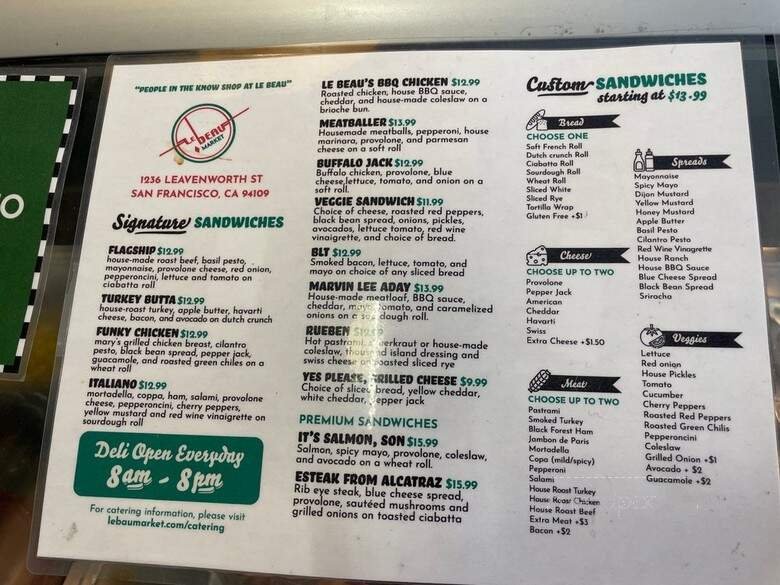 O
"PEOPLE IN THE KNOW SHOP AT LE BEAU"
LE BEAU
MARKET
1236 LEAVENWORTH ST
SAN FRANCISCO, CA 94109
Signature SANDWICHES
FLAGSHIP $12.99
house-made roast beef, basil pesto,
mayonnaise, provolone cheese, red onion,
pepperoncini, lettuce and tomato on
ciabatta roll
TURKEY BUTTA $12.99
house-roast turkey, apple butter, havarti
cheese, bacon, and avocado on dutch crunch
FUNKY CHICKEN $12.99
mary's grilled chicken breast, cilantro
pesto, black bean spread, pepper jack,
guacamole, and roasted green chiles on a
wheat roll
ITALIANO $12.99
mortadella, coppa, ham, salami, provolone
cheese, pepperoncini, cherry peppers,
yellow mustard and red wine vinaigrette on
sourdough roll
Deli Open Everyday
8am - 8pm
For catering information, please visit
lebaumarket.com/catering
LE BEAU'S BBQ CHICKEN $12.99
Roasted chicken, house BBQ sauce,
cheddar, and house-made coleslaw on a
brioche bun.
MEATBALLER $13.99
Housemade meatballs, pepperoni, house
marinara, provolone, and parmesan
cheese on a soft roll
BUFFALO JACK $12.99
Buffalo chicken, provolone, blue
cheese, lettuce, tomato, and onion on a
soft roll.
VEGGIE SANDWICH $11.99
Choice of cheese, roasted red peppers,
black bean spread, onions, pickles,
avocados, lettuce tomato, red wine
vinaigrette, and choice of bread.
BLT $12.99
Smoked bacon, lettuce, tomato, and
mayo on choice of any sliced bread
MARVIN LEE ADAY $13.99
House-made meatloaf, BBQ sauce,
cheddar, mayo, tomato, and caramelized
onions on a sourdough roll.
RUEBEN
Hot pastrami, sauerkraut or house-made
coleslaw, thousand island dressing and
swiss cheese on toasted sliced rye
YES PLEASE, GRILLED CHEESE $9.99
Choice of sliced bread, yellow cheddar,
white cheddar, pepper jack
PREMIUM SANDWICHES
IT'S SALMON, SON $15.99
Salmon, spicy mayo, provolone, coleslaw,
and avocado on a wheat roll.
ESTEAK FROM ALCATRAZ $15.99
Rib eye steak, blue cheese spread,
provolone, sautéed mushrooms and
grilled onions on toasted ciabatta
Custom SANDWICHES
starting at $13.99
Bread
CHOOSE ONE
Soft French Roll
Dutch crunch Roll
Ciabatta Roll
Sourdough Roll
Wheat Roll
Sliced White
Sliced Rye
Tortilla Wrap
Gluten Free +$1
Cheese
CHOOSE UP TO TWO
Provolone
Pepper Jack
American
Cheddar
Havarti
Swiss
Extra Cheese +$1.50
Meat
CHOOSE UP TO TWO
Pastrami
Smoked Turkey
Black Forest Ham
Jambon de Paris
Mortadella
Copa (mild/spicy)
Pepperoni
Salami
House Roast Turkey
House Roast Chicken
House Roast Beef
Extra Meat +$3
Bacon +$2
Spreads
Mayonnaise
Spicy Mayo
Dijon Mustard
Yellow Mustard
Honey Mustard
Apple Butter
Basil Pesto
Cilantro Pesto
Red Wine Vinagrette
House Ranch
House BBQ Sauce
Blue Cheese Spread
Black Bean Spread
Sriracha
Veggies
Lettuce
Red onion
House Pickles
Tomato
Cucumber
Cherry Peppers
Roasted Red Peppers
Roasted Green Chilis
Pepperoncini
Coleslaw
Grilled Onion +$1
Avocado + $2
Guacamole +$2